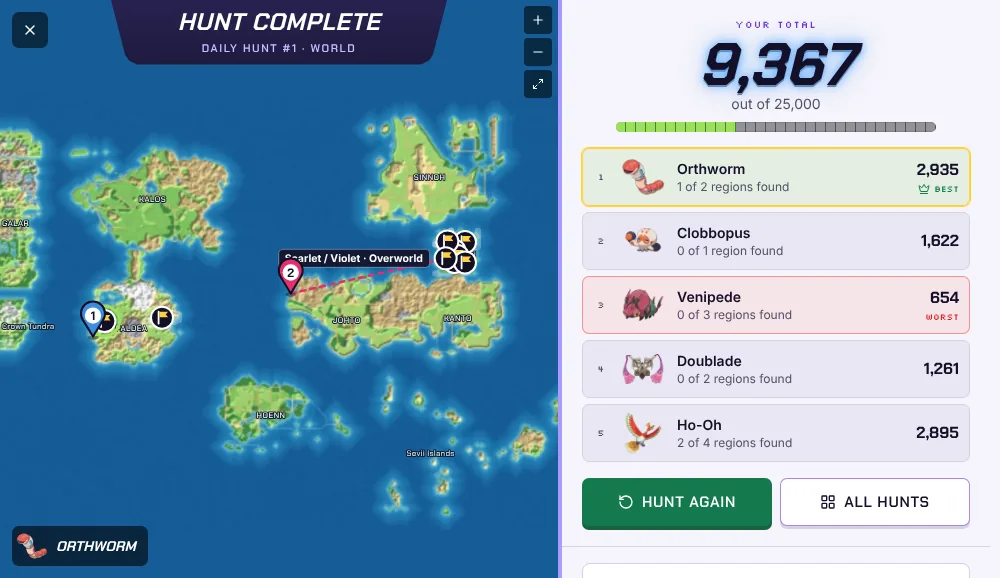 HUNT COMPLETE
DAILY HUNT #1 · WORLD
SINNOH
KALOS
GALAR
Scarlet / Violet · Overworld
2
1
Crown Tundra
ALDEA
JOHTO
KANTO
HOENN
Sevii Islands
ORTHWORM
YOUR TOTAL
9,367
out of 25,000
1
Orthworm
1 of 2 regions found
2,935
BEST
2
Clobbopus
0 of 1 region found
1,622
3
Venipede
0 of 3 regions found
654
WORST
4
Doublade
0 of 2 regions found
1,261
5
Ho-Oh
2 of 4 regions found
2,895
HUNT AGAIN
ALL HUNTS